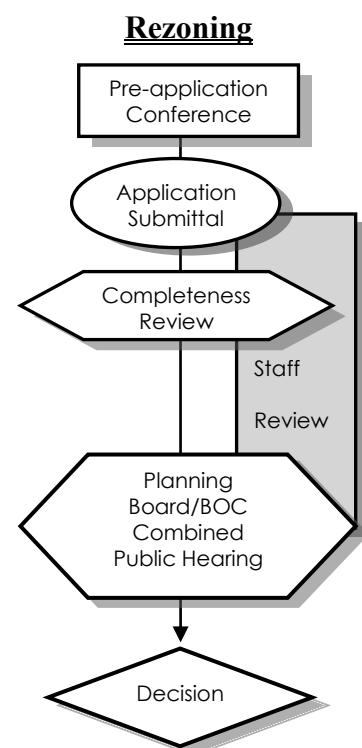 Rezoning
Pre-application
Conference
Application
Submittal
Completeness
Review
Staff
Review
Planning
Board/BOC
Combined
Public Hearing
Decision